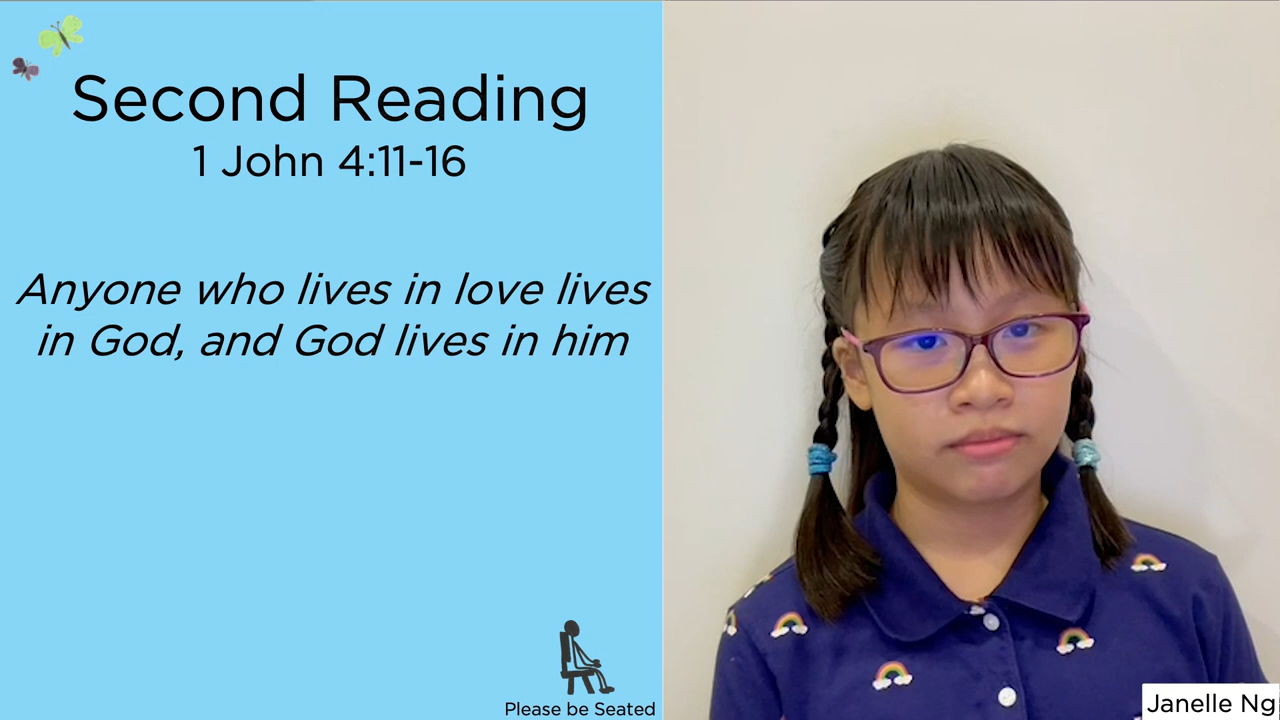 Second Reading
1 John 4:11-16
Anyone who lives in love lives
in God, and God lives in him
Please be Seated
Janelle Ng